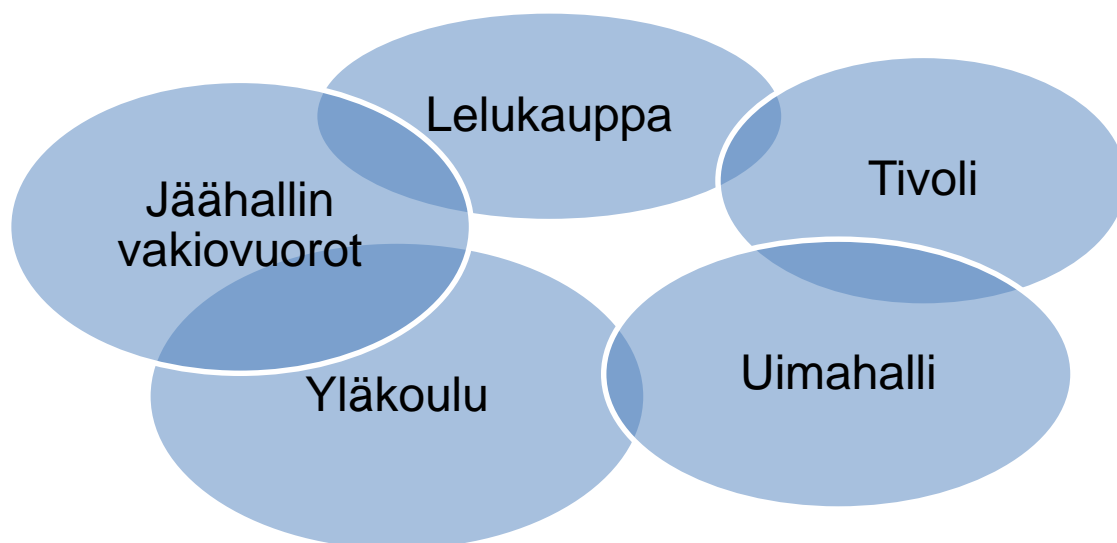 Lelukauppa
Tivoli
Jäähallin
vakiovuorot
Uimahalli
Yläkoulu